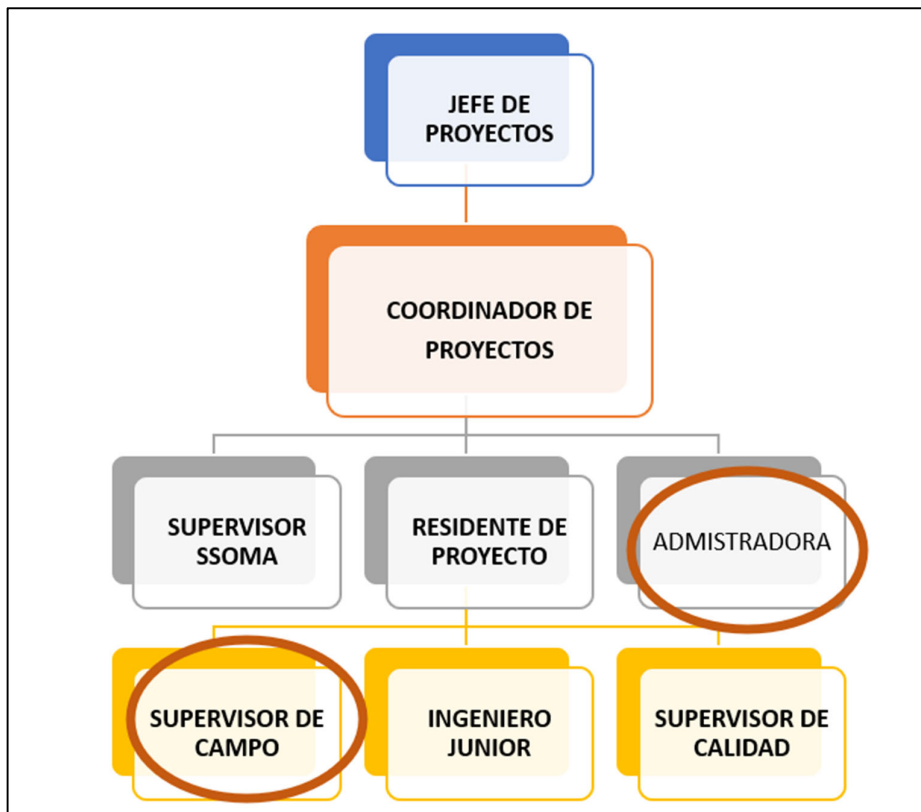 JEFE DE
PROYECTOS
COORDINADOR DE
PROYECTOS
SUPERVISOR
SSOMA
RESIDENTE DE
PROYECTO
ADMISTRADORA
SUPERVISOR DE
CAMPO
INGENIERO
JUNIOR
SUPERVISOR DE
CALIDAD